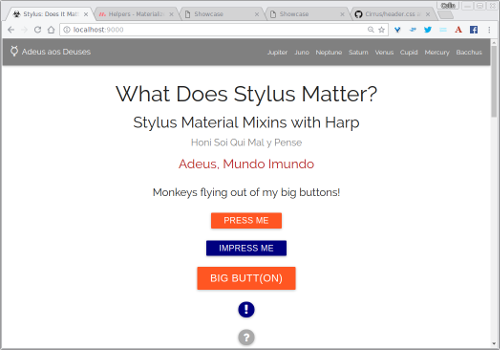 Collin
Stylus: Does It Matt
Helpers - Materializ
Showcase
Showcase
Cirrus/header.css at
localhost:9000
Adeus aos Deuses
Jupiter Juno Neptune Saturn Venus Cupid Mercury Bacchus
What Does Stylus Matter?
Stylus Material Mixins with Harp
Honi Soi Qui Mal y Pense
Adeus, Mundo Imundo
Monkeys flying out of my big buttons!
PRESS ME
IMPRESS ME
BIG BUTT(ON)
!
?